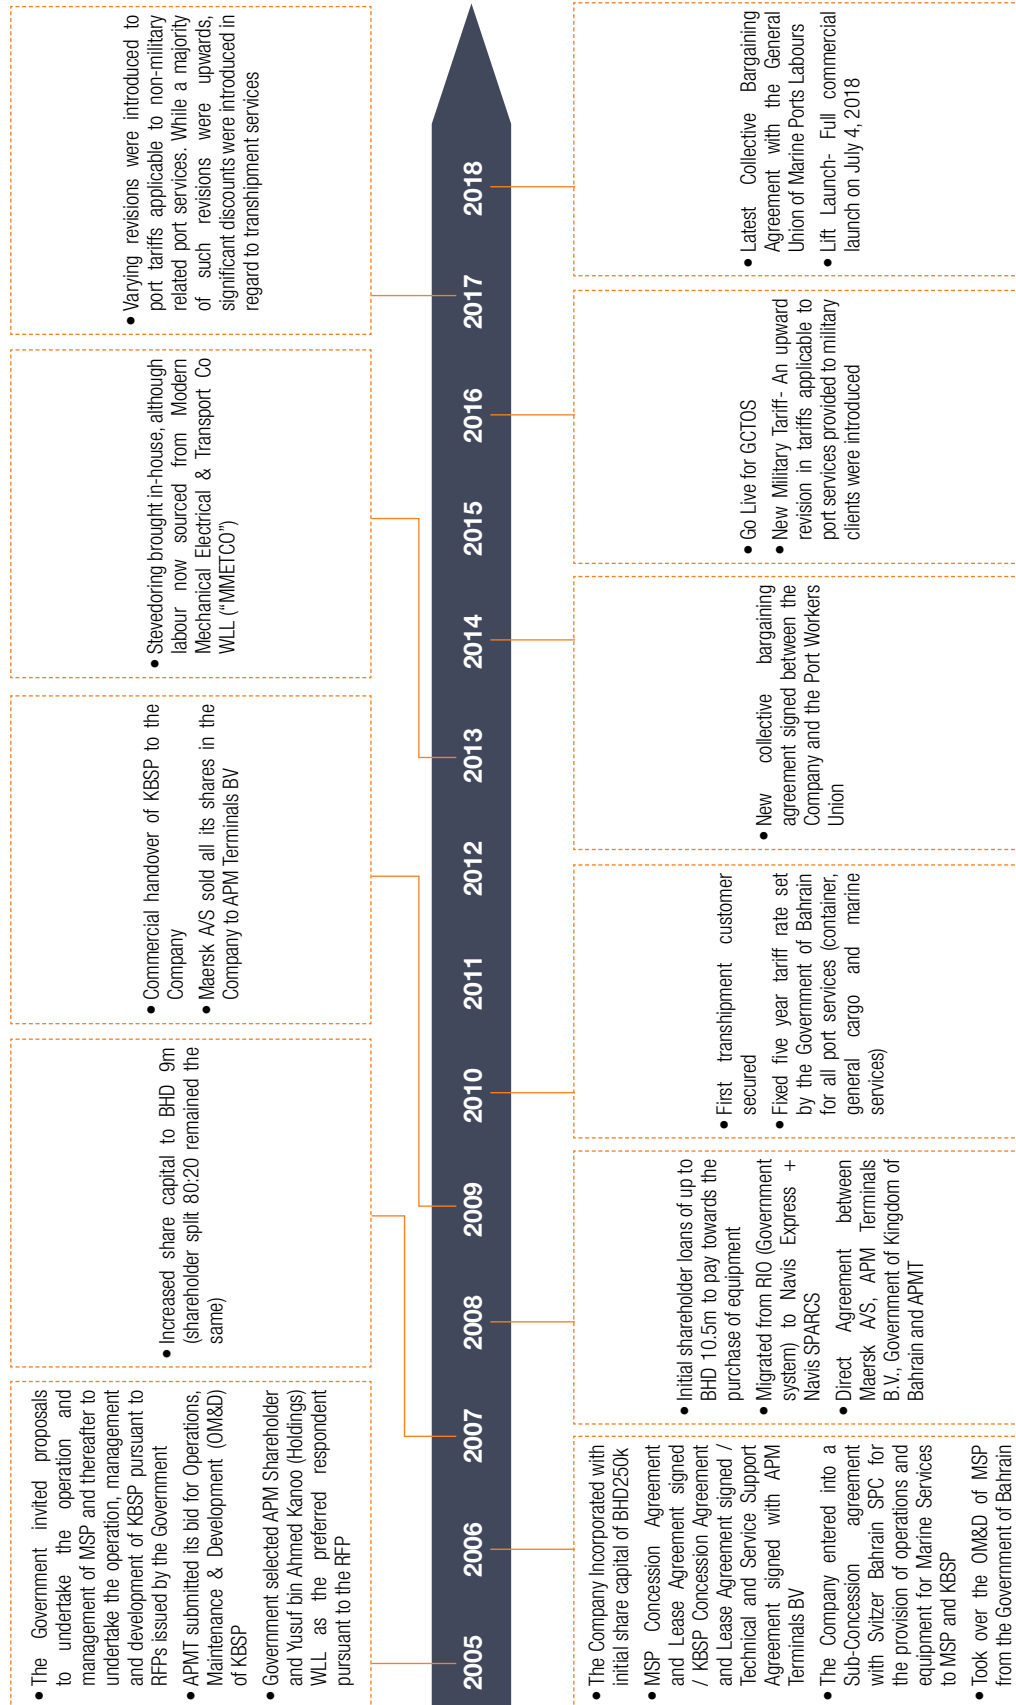 • The Government invited proposals
to undertake the operation and
management of MSP and thereafter to
undertake the operation, management
and development of KBSP pursuant to
RFPs issued by the Government
• APMT submitted its bid for Operations,
Maintenance & Development (OM&D)
of KBSP
• Government selected APM Shareholder
and Yusuf bin Ahmed Kanoo (Holdings)
WLL as the preferred respondent
pursuant to the RFP
• Increased share capital to BHD 9m
(shareholder split 80:20 remained the
same)
• Commercial handover of KBSP to the
Company
• Maersk A/S sold all its shares in the
Company to APM Terminals BV
• Stevedoring brought in-house, although
labour now sourced from Modern
Mechanical Electrical & Transport Co
WLL (“MMETCO”)
• Varying revisions were introduced to
port tariffs applicable to non-military
related port services. While a majority
of such revisions were upwards,
significant discounts were introduced in
regard to transhipment services
2005 2006 2007 2008 2009 2010 2011 2012 2013 2014 2015 2016 2017 2018
• The Company Incorporated with
initial share capital of BHD250k
• MSP Concession Agreement
and Lease Agreement signed
/ KBSP Concession Agreement
and Lease Agreement signed /
Technical and Service Support
Agreement signed with APM
Terminals BV
• The Company entered into a
Sub-Concession agreement
with Svitzer Bahrain SPC for
the provision of operations and
equipment for Marine Services
to MSP and KBSP
• Took over the OM&D of MSP
from the Government of Bahrain
• Initial shareholder loans of up to
BHD 10.5m to pay towards the
purchase of equipment
• Migrated from RIO (Government
system) to Navis Express +
Navis SPARCS
• Direct Agreement between
Maersk A/S, APM Terminals
B.V., Government of Kingdom of
Bahrain and APMT
• First transhipment customer
secured
• Fixed five year tariff rate set
by the Government of Bahrain
for all port services (container,
general cargo and marine
services)
• New collective bargaining
agreement signed between the
Company and the Port Workers
Union
• Go Live for GCTOS
• New Military Tariff- An upward
revision in tariffs applicable to
port services provided to military
clients were introduced
• Latest Collective Bargaining
Agreement with the General
Union of Marine Ports Labours
• Lift Launch- Full commercial
launch on July 4, 2018